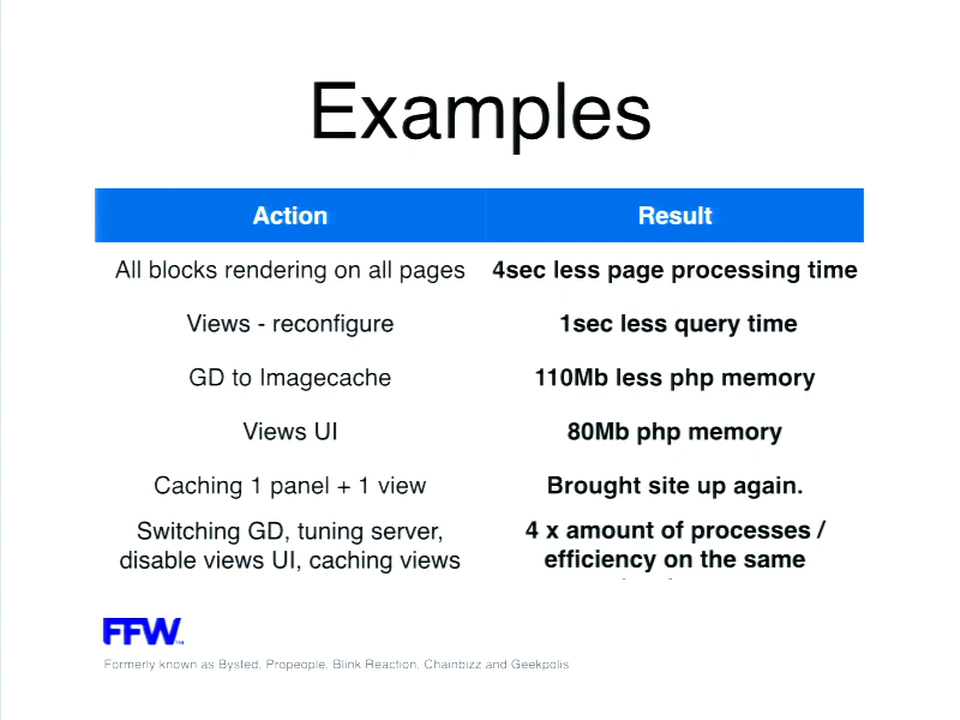 Examples
Action Result
All blocks rendering on all pages 4sec less page processing time
Views - reconfigure 1sec less query time
GD to Imagecache 110Mb less php memory
Views UI 80Mb php memory
Caching 1 panel + 1 view Brought site up again.
Switching GD, tuning server, 4 x amount of processes /
disable views UI, caching views efficiency on the same
FFW™
Formerly known as Bysted, Propeople, Blink Reaction, Chainbizz and Geekpolis